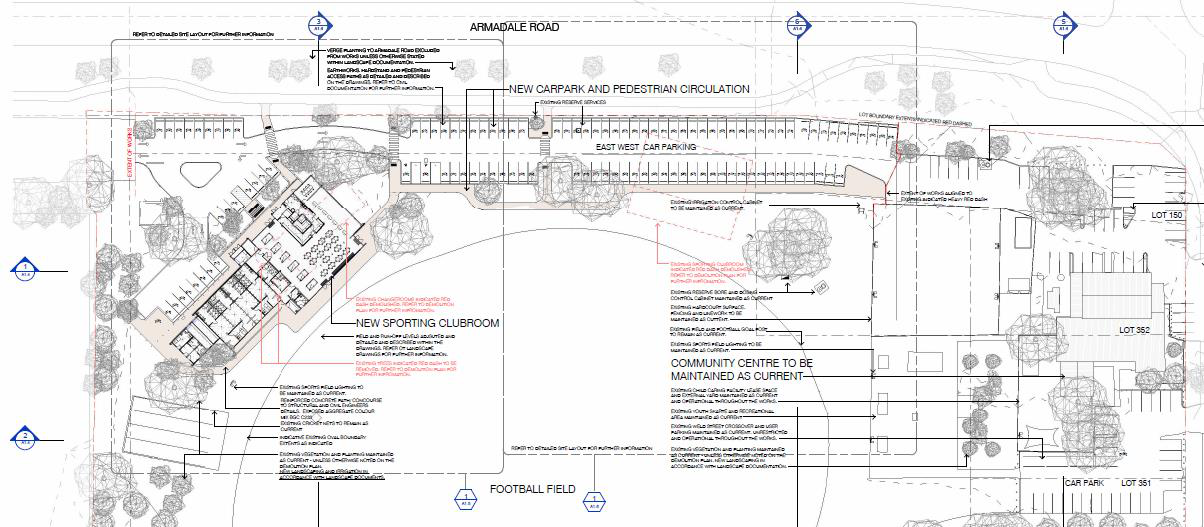 ARMADALE ROAD
3
A1.4
6
A1.4
5
A1.4
REFER TO DETAILED SITE LAYOUT FOR FURTHER INFORMATION
VERGE PLANTING TO ARMADALE ROAD EXCLUDED
FROM WORKS UNLESS OTHERWISE STATED
WITHIN LANDSCAPE DOCUMENTATION.
EARTHWORKS, HARDSTAND AND PEDESTRIAN
ACCESS PATHS AS DETAILED AND DESCRIBED
ON THE DRAWINGS. REFER TO CIVIL
DOCUMENTATION FOR FURTHER INFORMATION.
NEW CARPARK AND PEDESTRIAN CIRCULATION
EXISTING RESERVE SERVICES
LOT BOUNDARY EXTENTS INDICATED RED DASHED
EXTENT OF WORKS
EAST WEST CAR PARKING
EXTENT OF WORKS ALIGNED TO
EXISTING INDICATED HEAVY RED DASH
EXISTING IRRIGATION CONTROL CABINET
TO BE MAINTAINED AS CURRENT.
LOT 150
1
A1.4
EXISTING SPORTING CLUBROOM
INDICATED RED DASH DEMOLISHED.
REFER TO DEMOLITION PLAN FOR
FURTHER INFORMATION.
EXISTING RESERVE BORE AND DOSING
CONTROL CABINET MAINTAINED AS CURRENT
EXISTING HARDCOURT SURFACE,
FENCING AND LINEWORK TO BE
MAINTAINED AS CURRENT.
EXISTING CHANGEROOMS INDICATED RED
DASH DEMOLISHED. REFER TO DEMOLITION
PLAN FOR FURTHER INFORMATION.
NEW SPORTING CLUBROOM
EXISTING FIELD AND FOOTBALL GOAL POST
TO REMAIN AS CURRENT.
LOT 352
FIELD AND RUN-OFF LEVELS ADJUSTED AND
DETAILED AND DESCRIBED WITHIN THE
DRAWINGS. REFER OT LANDSCAPE
DRAWINGS FOR FURTHER INFORMATION.
EXISTING SPORTS FIELD LIGHTING TO BE
MAINTAINED AS CURRENT.
EXISTING TREES INDICATED RED DASH TO BE
REMOVED. REFER TO DEMOLITION PLAN FOR
FURTHER INFORMATION.
COMMUNITY CENTRE TO BE
MAINTAINED AS CURRENT
EXISTING SPORTS FIELD LIGHTING TO
BE MAINTAINED AS CURRENT.
REINFORCED CONCRETE PATH, CONCOURSE
TO STRUCTURAL AND CIVIL ENGINEERS
DETAILS. EXPOSED AGGREGATE COLOUR
EXISTING CRICKET NETS TO REMAIN AS
CURRENT
EXISTING CHILD CARING FACILITY LEASE SPACE
AND EXTERNAL YARD MAINTAINED AS CURRENT
AND OPERATIONAL THROUGHOUT THE WORKS.
EXISTING YOUTH SKATE AND RECREATIONAL
AREA MAINTAINED AS CURRENT
EXISTING WELD STREET CROSSOVER AND USER
PARKING MAINTAINED AS CURRENT. UNRESTRICTED
AND OPERATIONAL THROUGHOUT THE WORKS.
2
A1.4
INDICATIVE EXISTING OVAL BOUNDARY
EXTENTS AS INDICATED
EXISTING VEGETATION AND PLANTING MAINTAINED
AS CURRENT - UNLESS OTHERWISE NOTED ON THE
DEMOLITION PLAN.
NEW LANDSCAPING AND IRRIGATION IN
ACCORDANCE WITH LANDSCAPE DOCUMENTS.
REFER TO DETAILED SITE LAYOUT FOR FURTHER INFORMATION
EXISTING VEGETATION AND PLANTING MAINTAINED
AS CURRENT - UNLESS OTHERWISE NOTED ON THE
DEMOLITION PLAN. NEW LANDSCAPING IN
ACCORDANCE WITH LANDSCAPE DOCUMENTATION.
1
A1.5
FOOTBALL FIELD
1
A1.5
CAR PARK
LOT 351